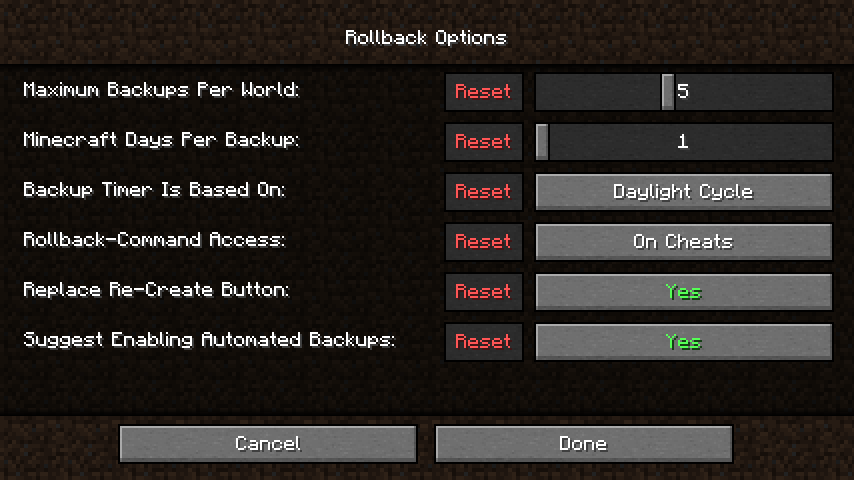 Rollback Options
Maximum Backups Per World: Reset 5
Minecraft Days Per Backup: Reset 1
Backup Timer Is Based On: Reset Daylight Cycle
Rollback-Command Access: Reset On Cheats
Replace Re-Create Button: Reset Yes
Suggest Enabling Automated Backups: Reset Yes
Cancel Done